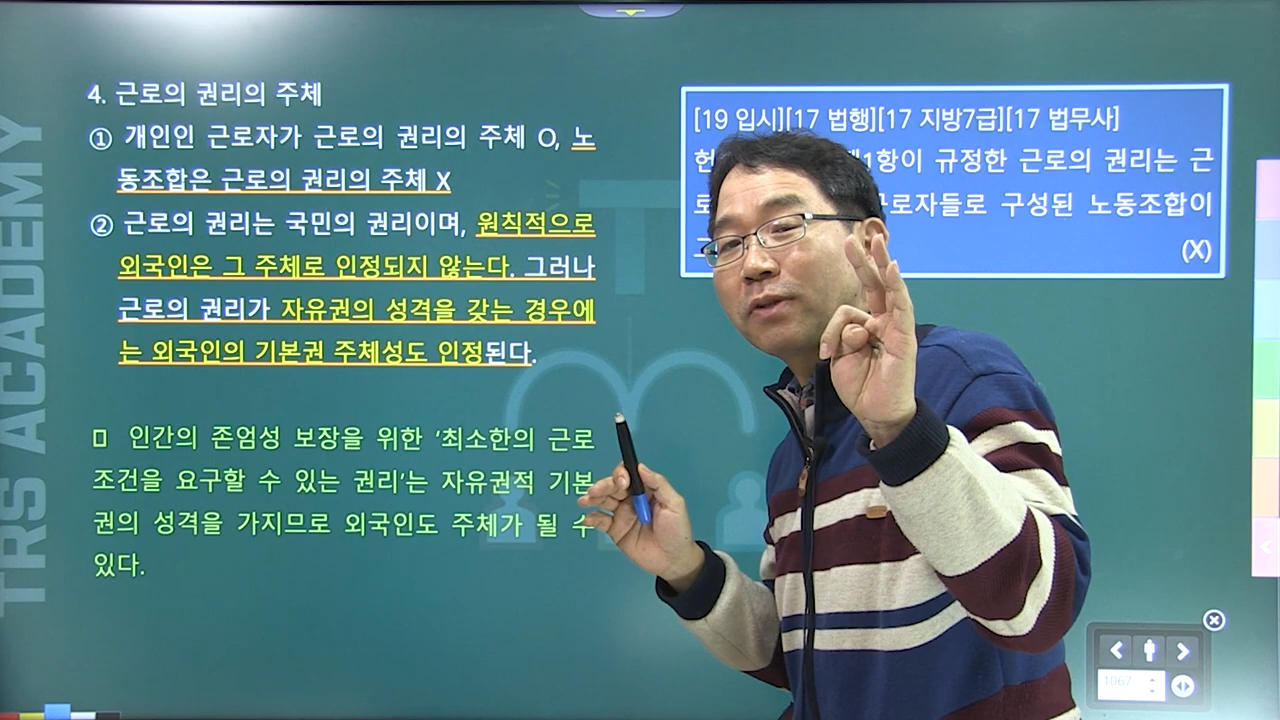 4. 근로의 권리의 주체
① 개인인 근로자가 근로의 권리의 주체 O, 노
동조합은 근로의 권리의 주체 X
② 근로의 권리는 국민의 권리이며, 원칙적으로
외국인은 그 주체로 인정되지 않는다. 그러나
근로의 권리가 자유권의 성격을 갖는 경우에
는 외국인의 기본권 주체성도 인정된다.
□ 인간의 존엄성 보장을 위한 '최소한의 근로
조건을 요구할 수 있는 권리'는 자유권적 기본
권의 성격을 가지므로 외국인도 주체가 될 수
있다.
[19 입시][17 법행][17 지방7급][17 법무사]
헌 1항이 규정한 근로의 권리는 근
로 근로자들로 구성된 노동조합이
그 (X)
TRS ACADEMY
1067